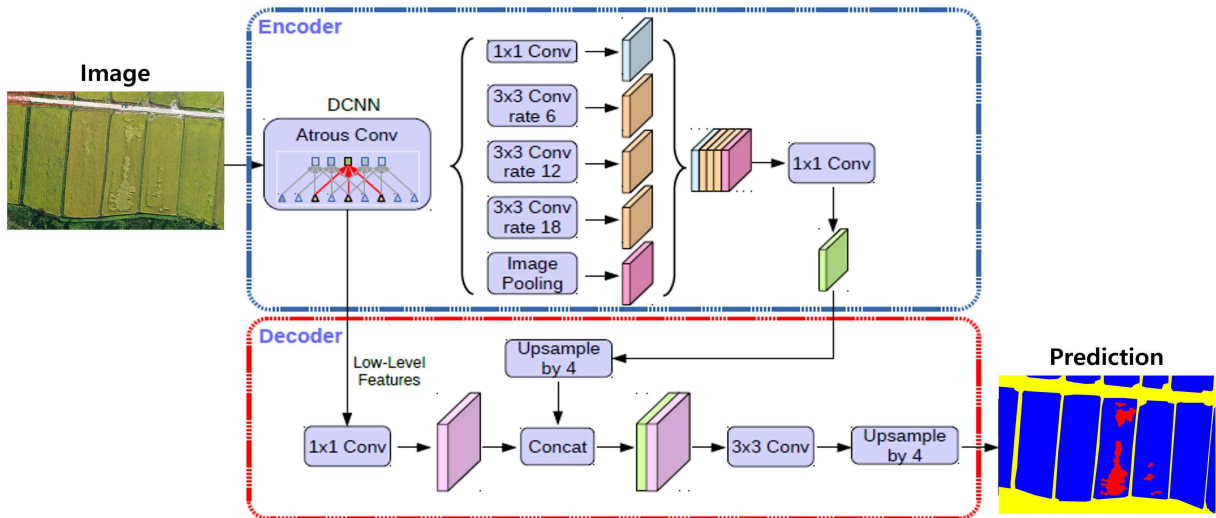 Encoder
Image
DCNN
Atrous Conv
1x1 Conv
3x3 Conv
rate 6
3x3 Conv
rate 12
3x3 Conv
rate 18
Image
Pooling
1x1 Conv
Decoder
Low-Level
Features
Upsample
by 4
1x1 Conv
Concat
3x3 Conv
Upsample
by 4
Prediction